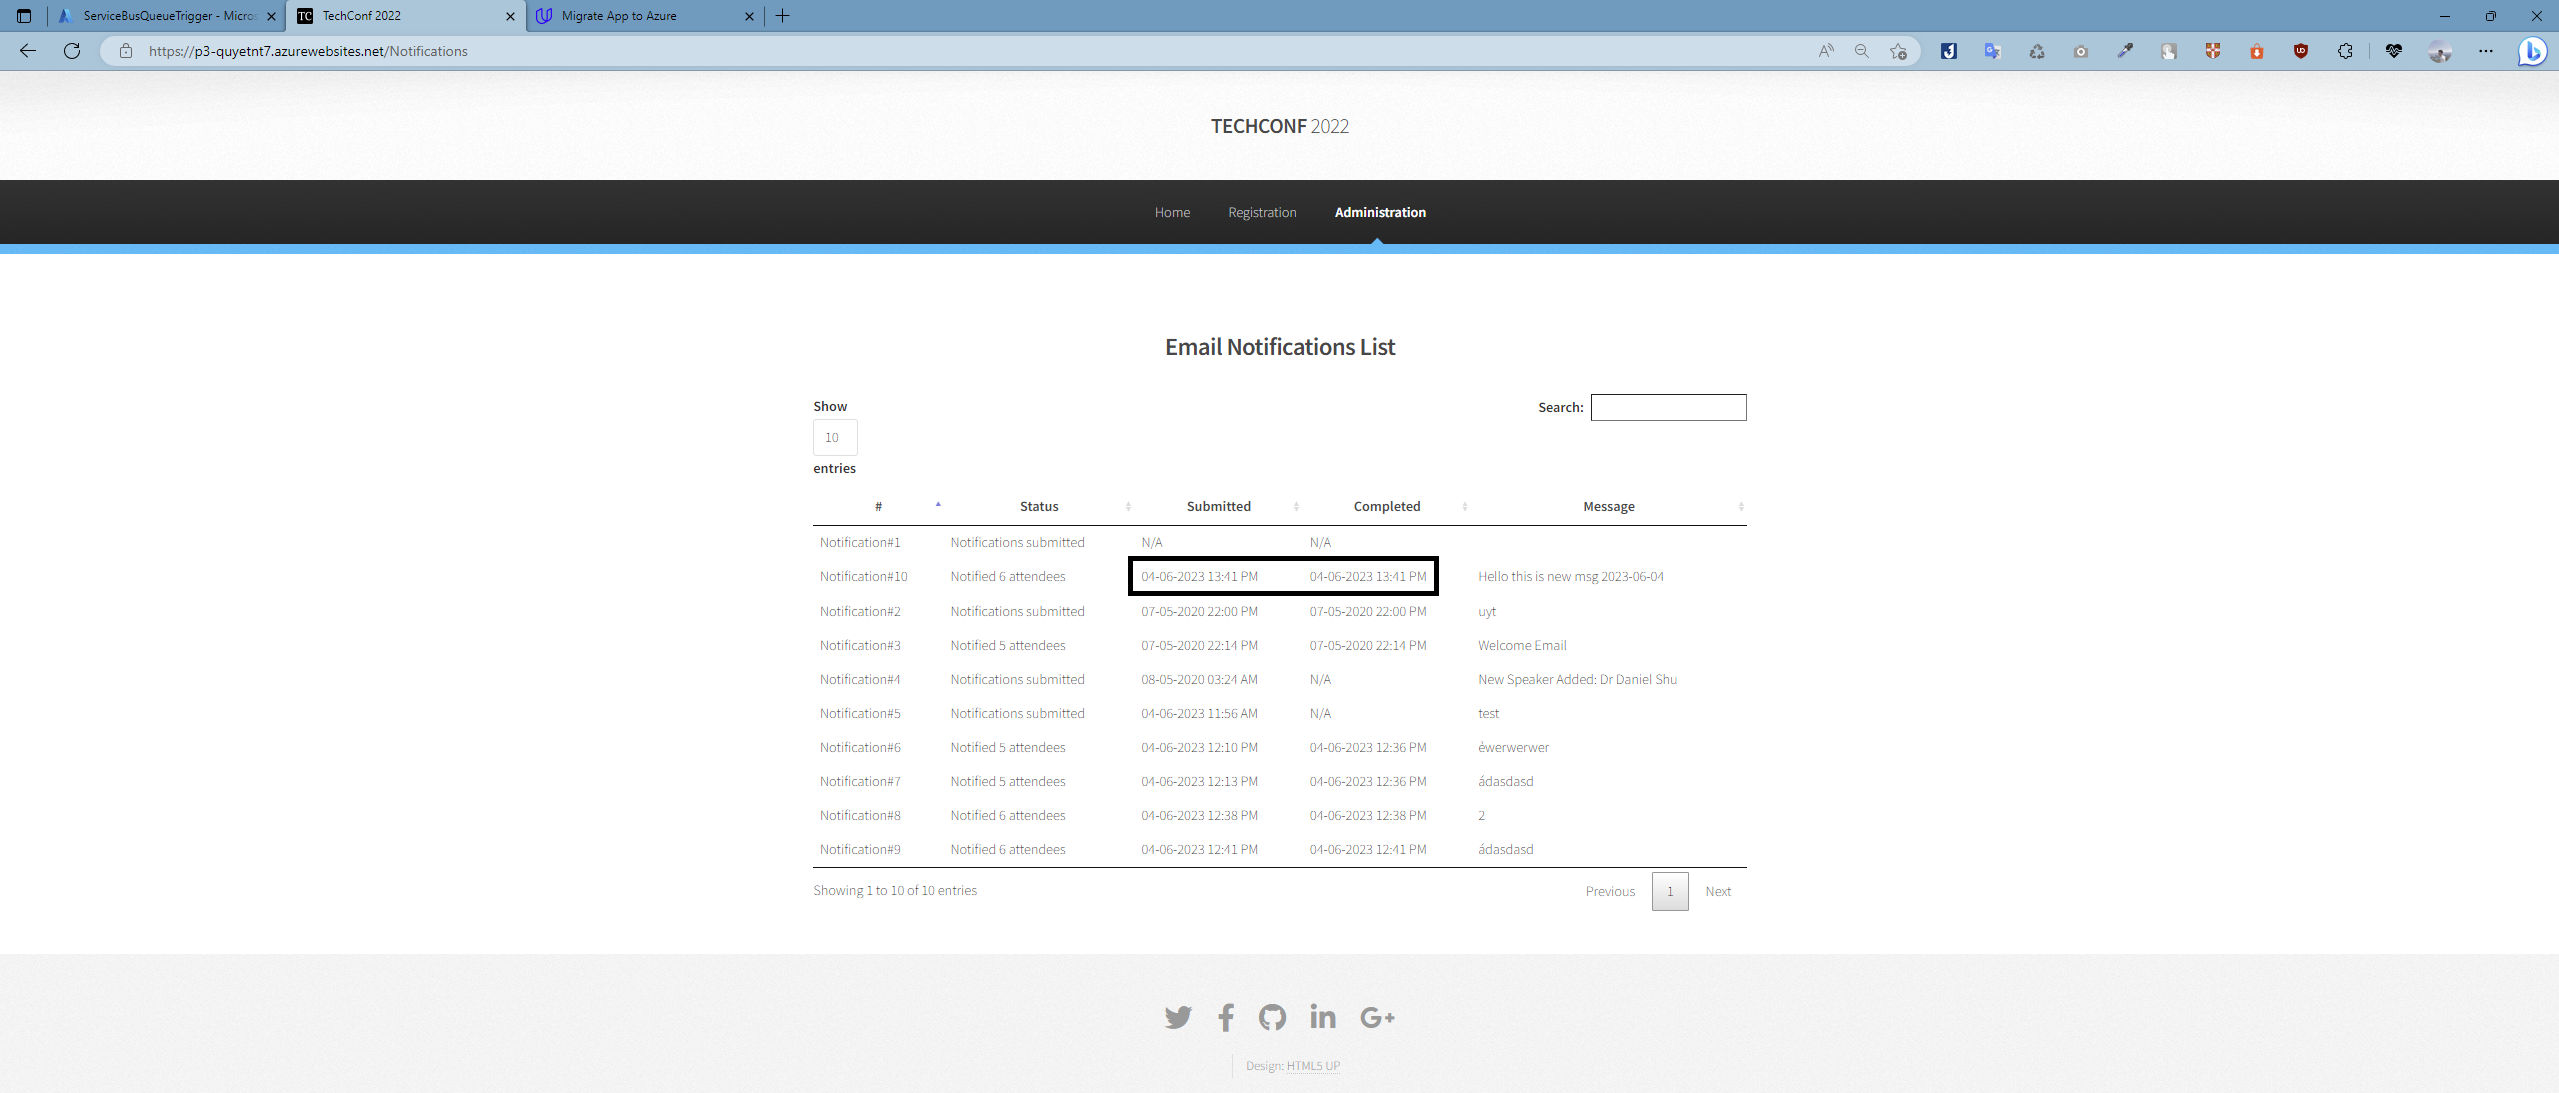 ServiceBusQueueTrigger - Micros
TC TechConf 2022
Migrate App to Azure
https://p3-quyetnt7.azurewebsites.net/Notifications
TECHCONF 2022
Home Registration Administration
Email Notifications List
Show
10
entries
Search:
# Status Submitted Completed Message
Notification#1 Notifications submitted N/A N/A
Notification#10 Notified 6 attendees 04-06-2023 13:41 PM 04-06-2023 13:41 PM Hello this is new msg 2023-06-04
Notification#2 Notifications submitted 07-05-2020 22:00 PM 07-05-2020 22:00 PM uyt
Notification#3 Notified 5 attendees 07-05-2020 22:14 PM 07-05-2020 22:14 PM Welcome Email
Notification#4 Notifications submitted 08-05-2020 03:24 AM N/A New Speaker Added: Dr Daniel Shu
Notification#5 Notifications submitted 04-06-2023 11:56 AM N/A test
Notification#6 Notified 5 attendees 04-06-2023 12:10 PM 04-06-2023 12:36 PM ẻwerwerwer
Notification#7 Notified 5 attendees 04-06-2023 12:13 PM 04-06-2023 12:36 PM ádasdasd
Notification#8 Notified 6 attendees 04-06-2023 12:38 PM 04-06-2023 12:38 PM 2
Notification#9 Notified 6 attendees 04-06-2023 12:41 PM 04-06-2023 12:41 PM ádasdasd
Showing 1 to 10 of 10 entries
Previous 1 Next
Design: HTML5 UP